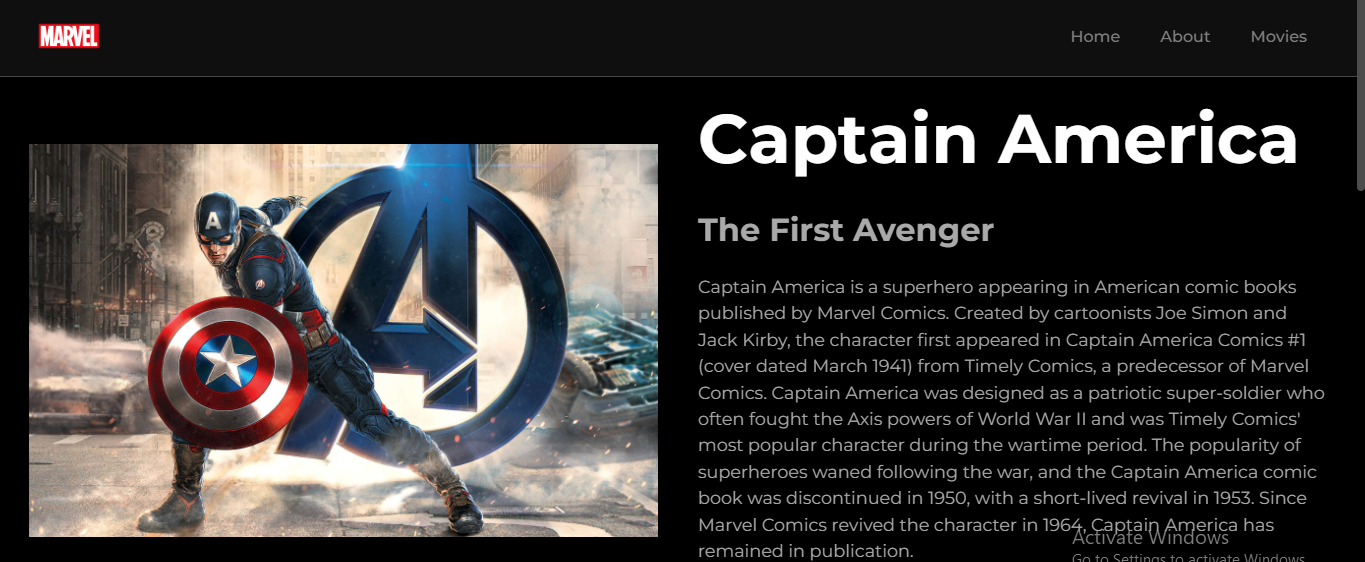 MARVEL
Home About Movies
Captain America
The First Avenger
A
Captain America is a superhero appearing in American comic books
published by Marvel Comics. Created by cartoonists Joe Simon and
Jack Kirby, the character first appeared in Captain America Comics #1
(cover dated March 1941) from Timely Comics, a predecessor of Marvel
Comics. Captain America was designed as a patriotic super-soldier who
often fought the Axis powers of World War II and was Timely Comics'
most popular character during the wartime period. The popularity of
superheroes waned following the war, and the Captain America comic
book was discontinued in 1950, with a short-lived revival in 1953. Since
Marvel Comics revived the character in 1964, Captain America has
remained in publication.
Activate Windows
Go to Settings to activate Windows.